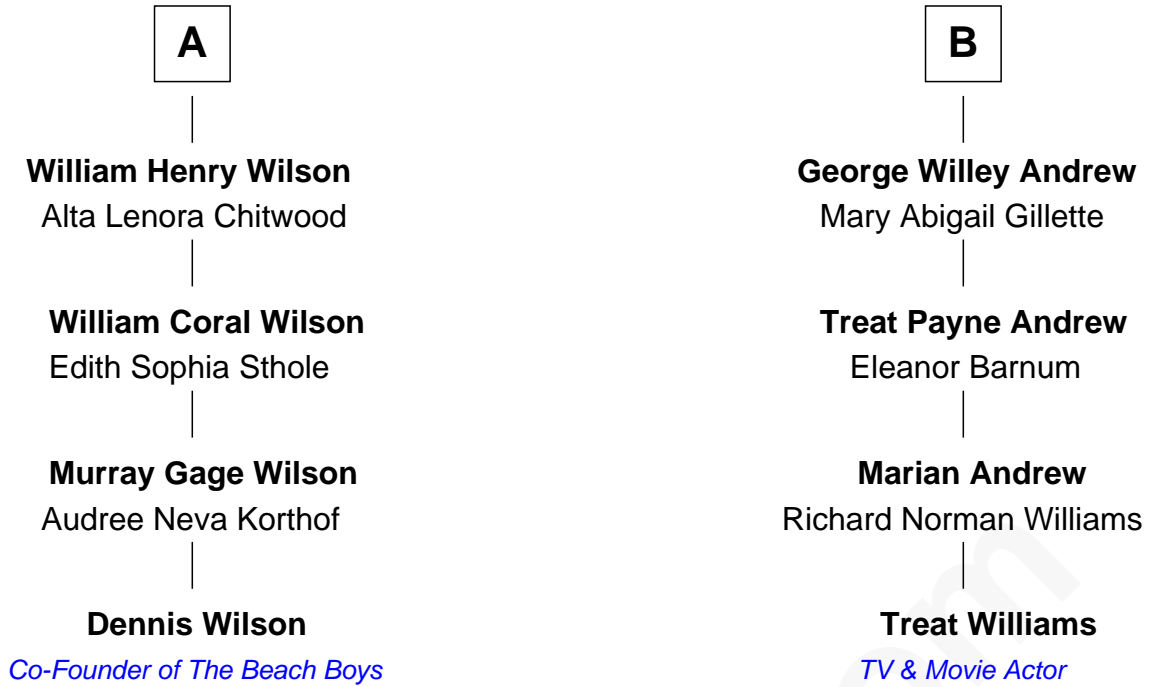 A
William Henry Wilson
Alta Lenora Chitwood
William Coral Wilson
Edith Sophia Sthole
Murray Gage Wilson
Audree Neva Korthof
Dennis Wilson
Co-Founder of The Beach Boys
B
George Willey Andrew
Mary Abigail Gillette
Treat Payne Andrew
Eleanor Barnum
Marian Andrew
Richard Norman Williams
Treat Williams
TV & Movie Actor